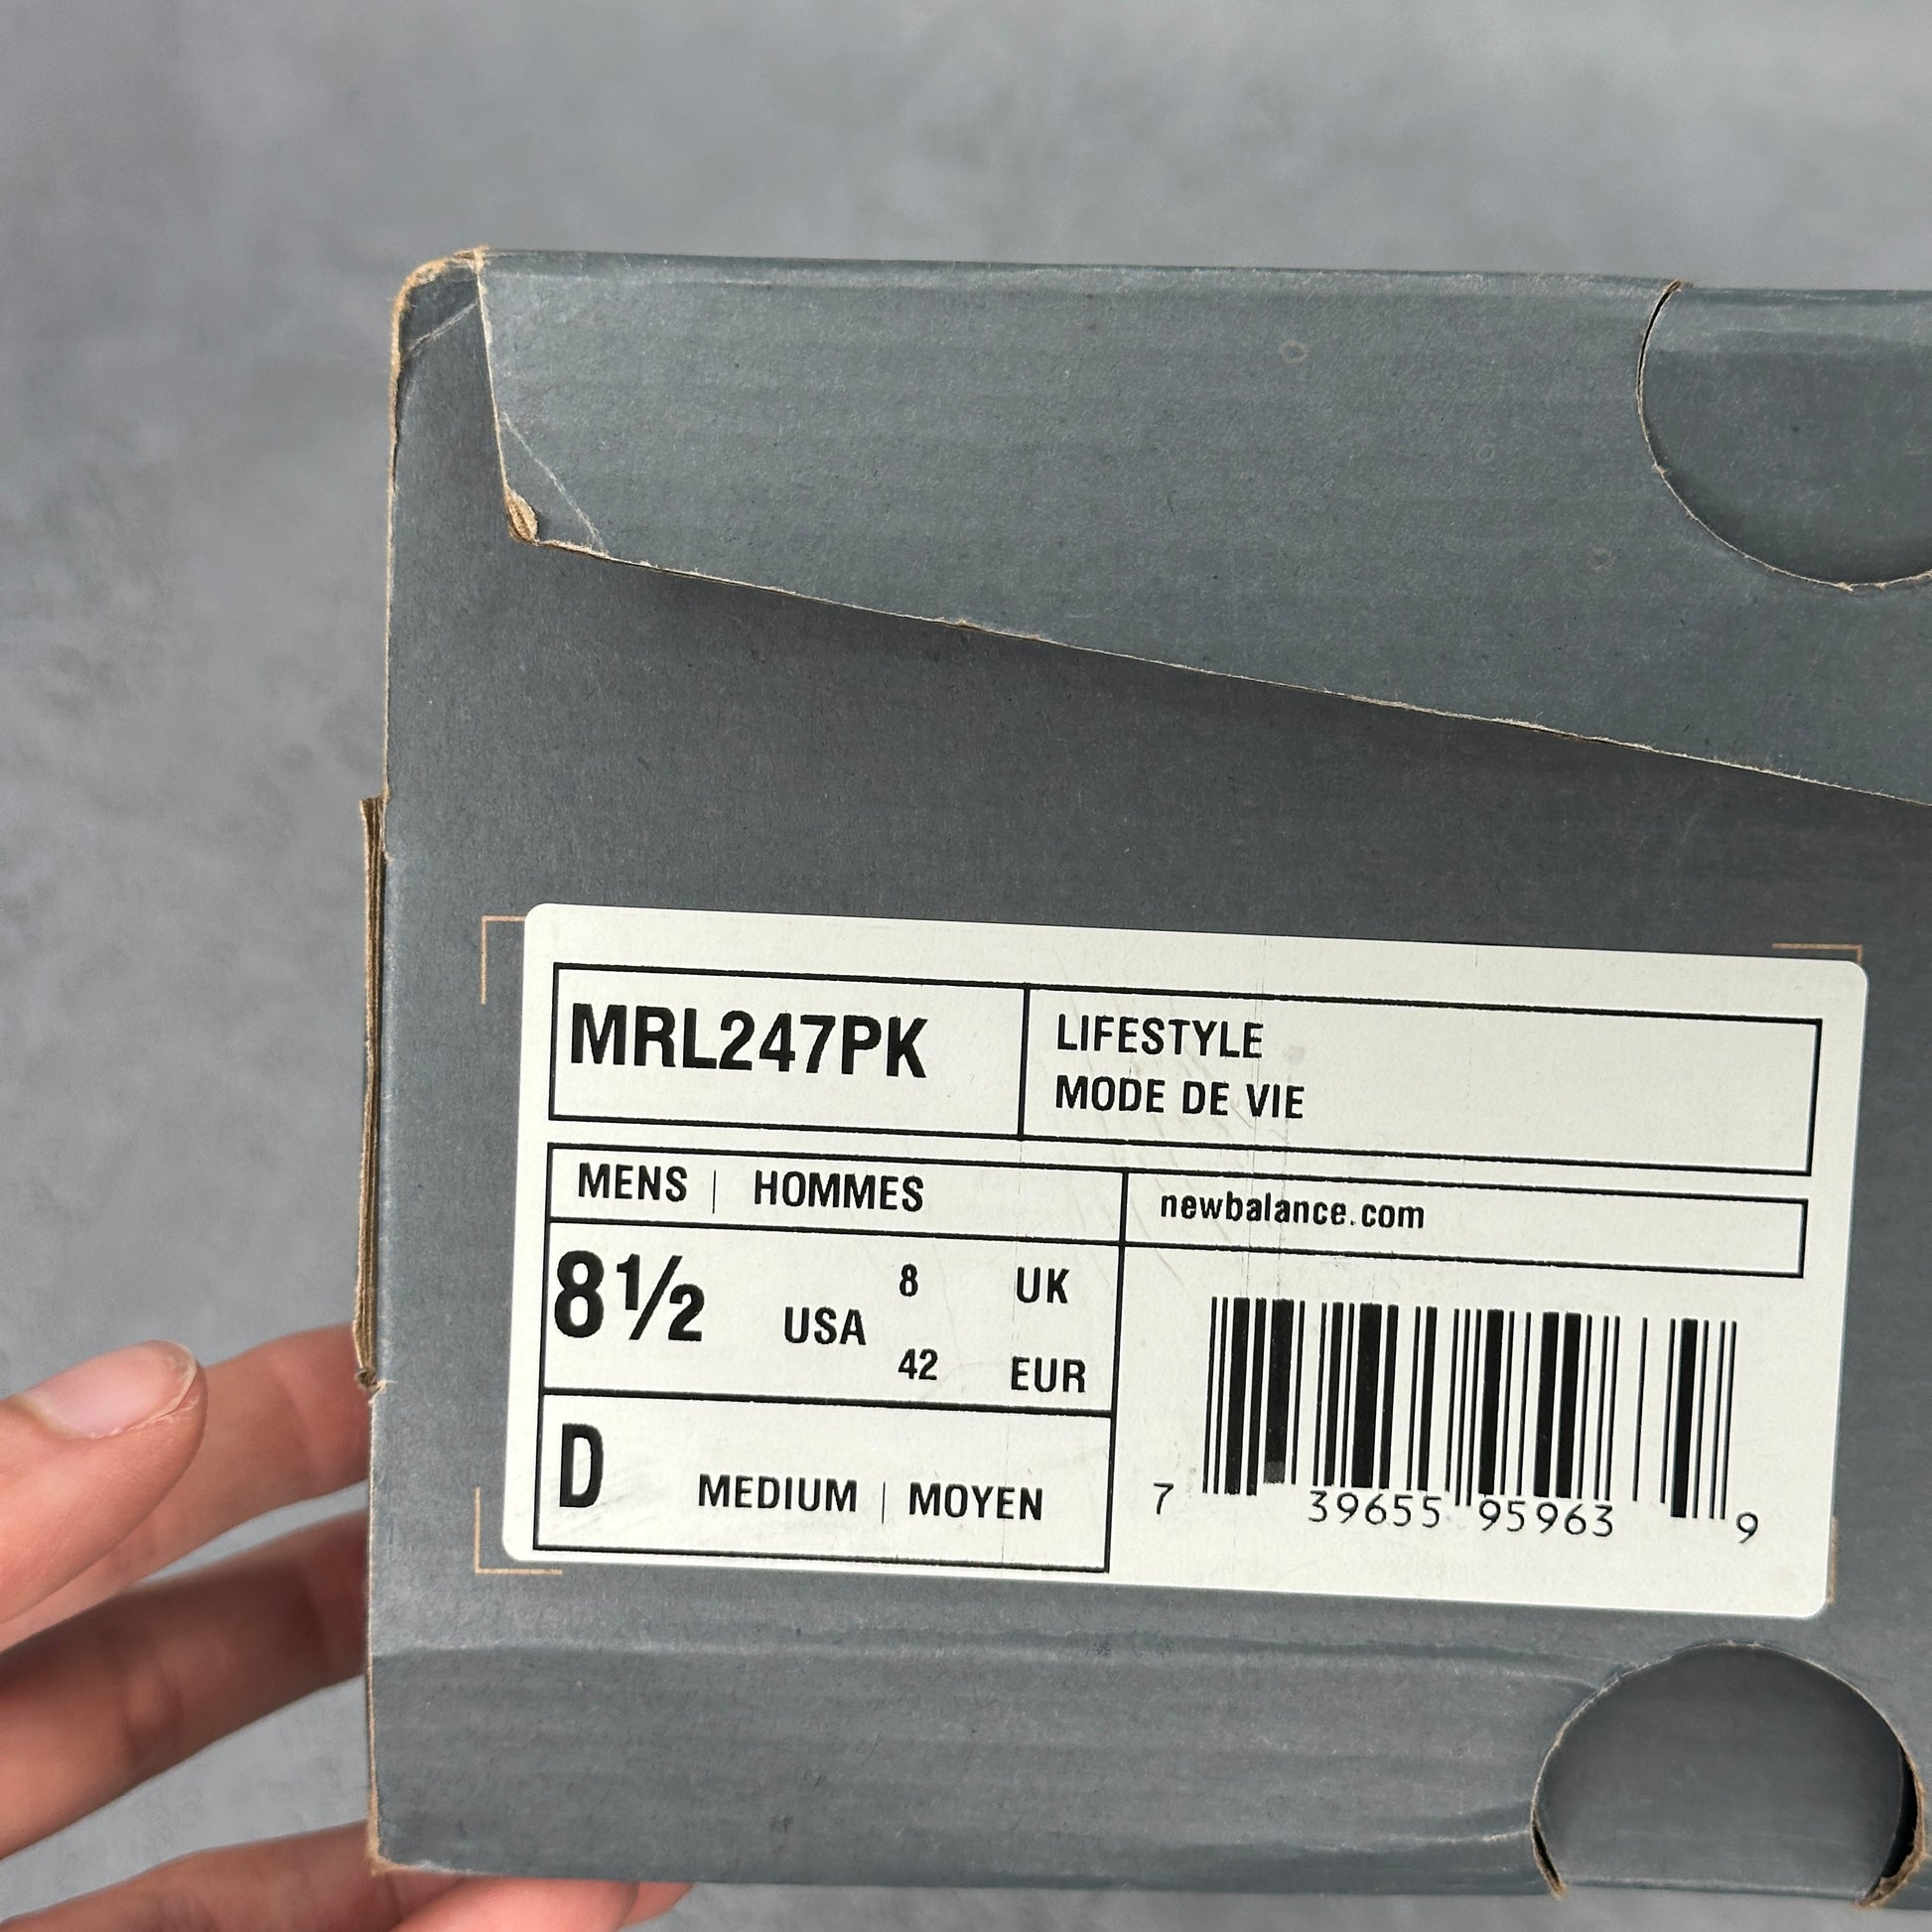 MRL247PK
LIFESTYLE
MODE DE VIE
MENS | HOMMES
newbalance.com
8½ USA
8 UK
42 EUR
D MEDIUM | MOYEN
7 39655 95963 9